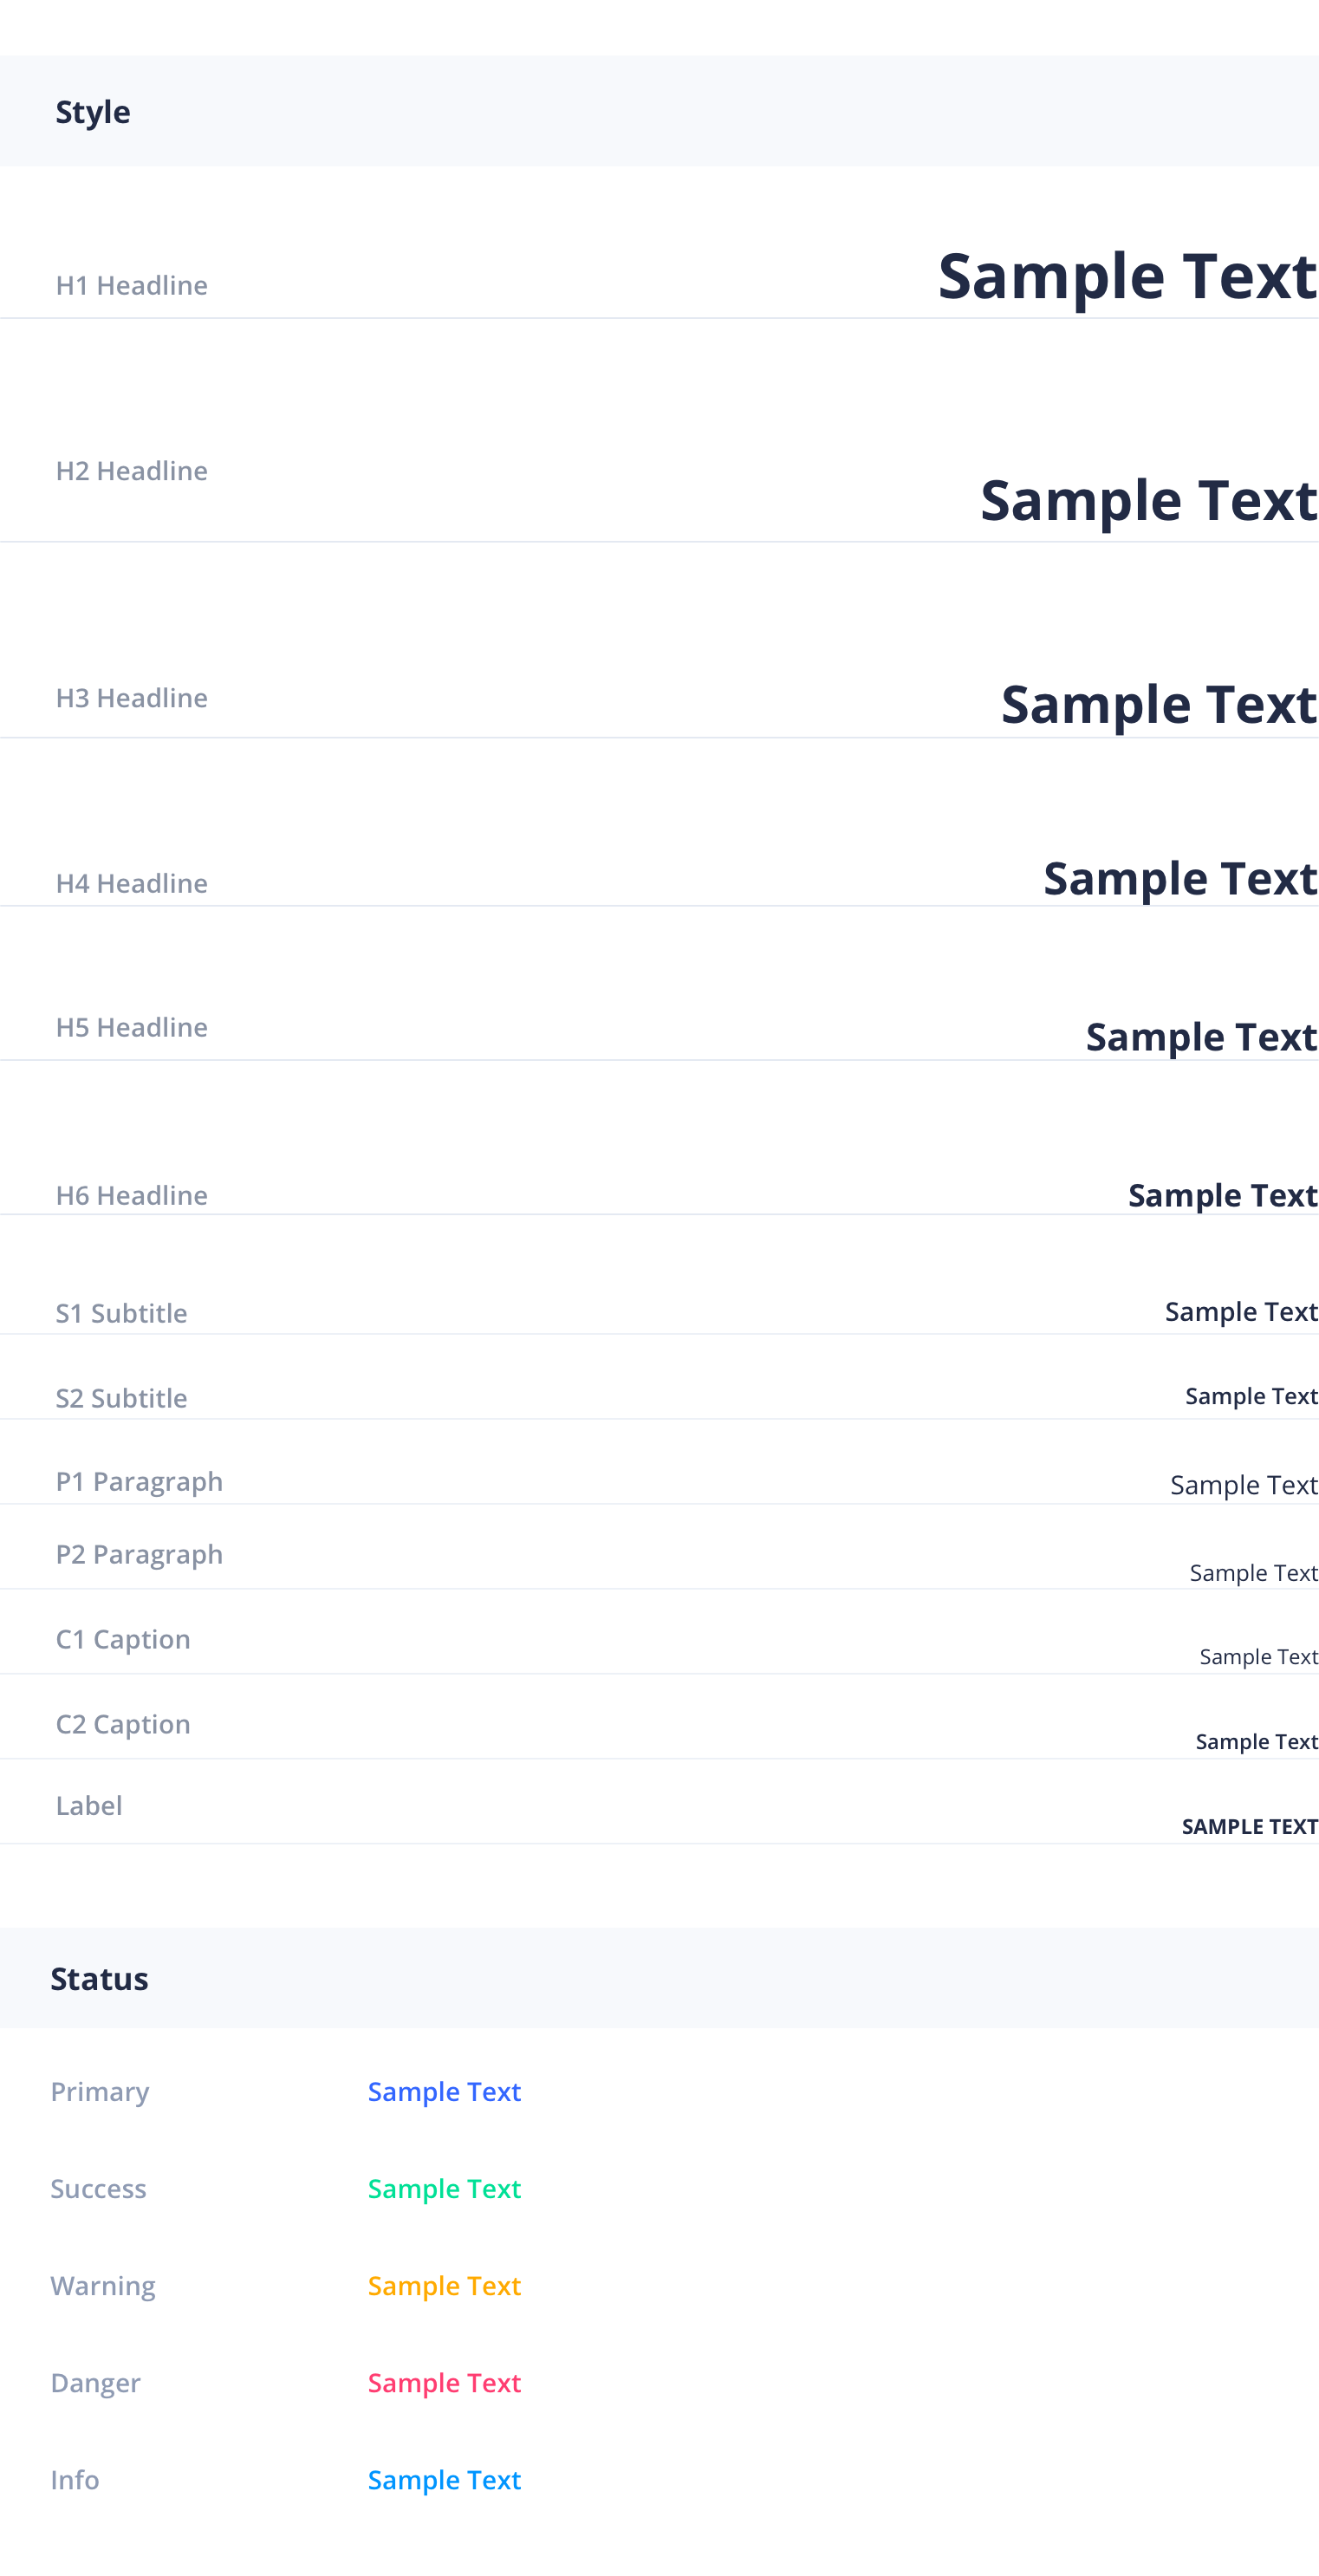 Style
H1 Headline Sample Text
H2 Headline Sample Text
H3 Headline Sample Text
H4 Headline Sample Text
H5 Headline Sample Text
H6 Headline Sample Text
S1 Subtitle Sample Text
S2 Subtitle Sample Text
P1 Paragraph Sample Text
P2 Paragraph Sample Text
C1 Caption Sample Text
C2 Caption Sample Text
Label SAMPLE TEXT
Status
Primary Sample Text
Success Sample Text
Warning Sample Text
Danger Sample Text
Info Sample Text